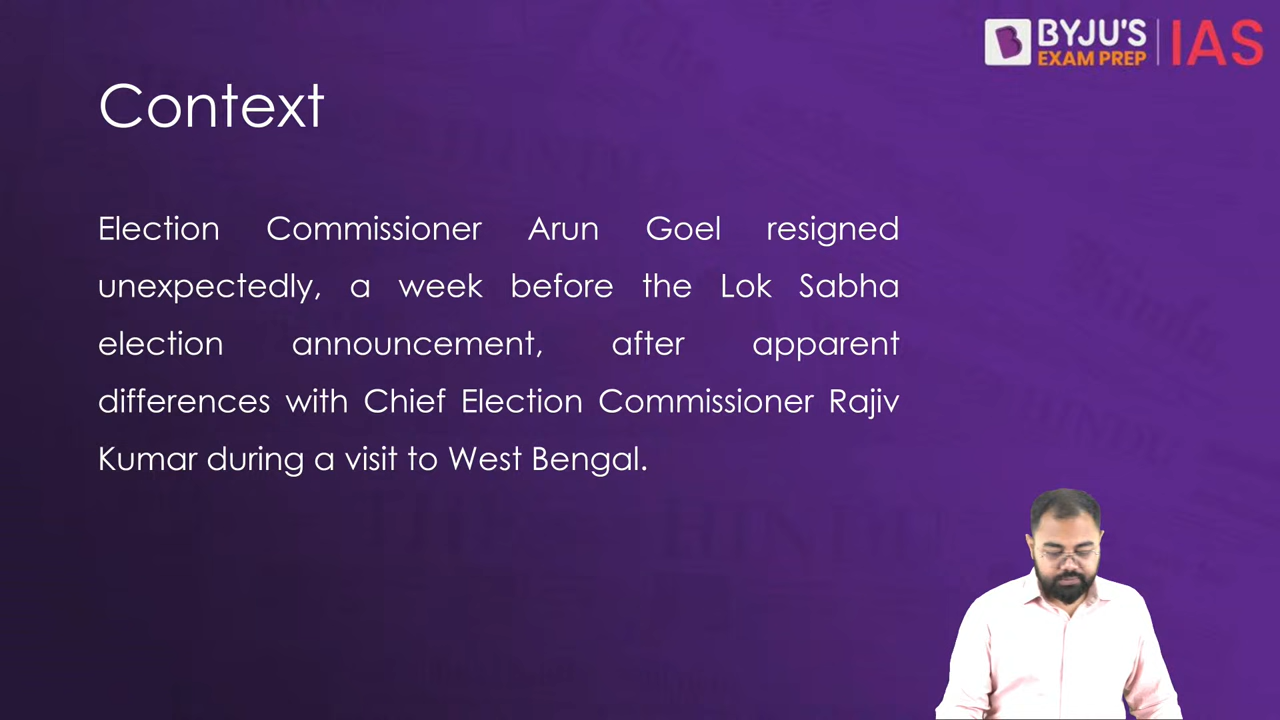 BYJU'S
EXAM PREP
IAS
Context
Election Commissioner Arun Goel resigned
unexpectedly, a week before the Lok Sabha
election announcement, after apparent
differences with Chief Election Commissioner Rajiv
Kumar during a visit to West Bengal.